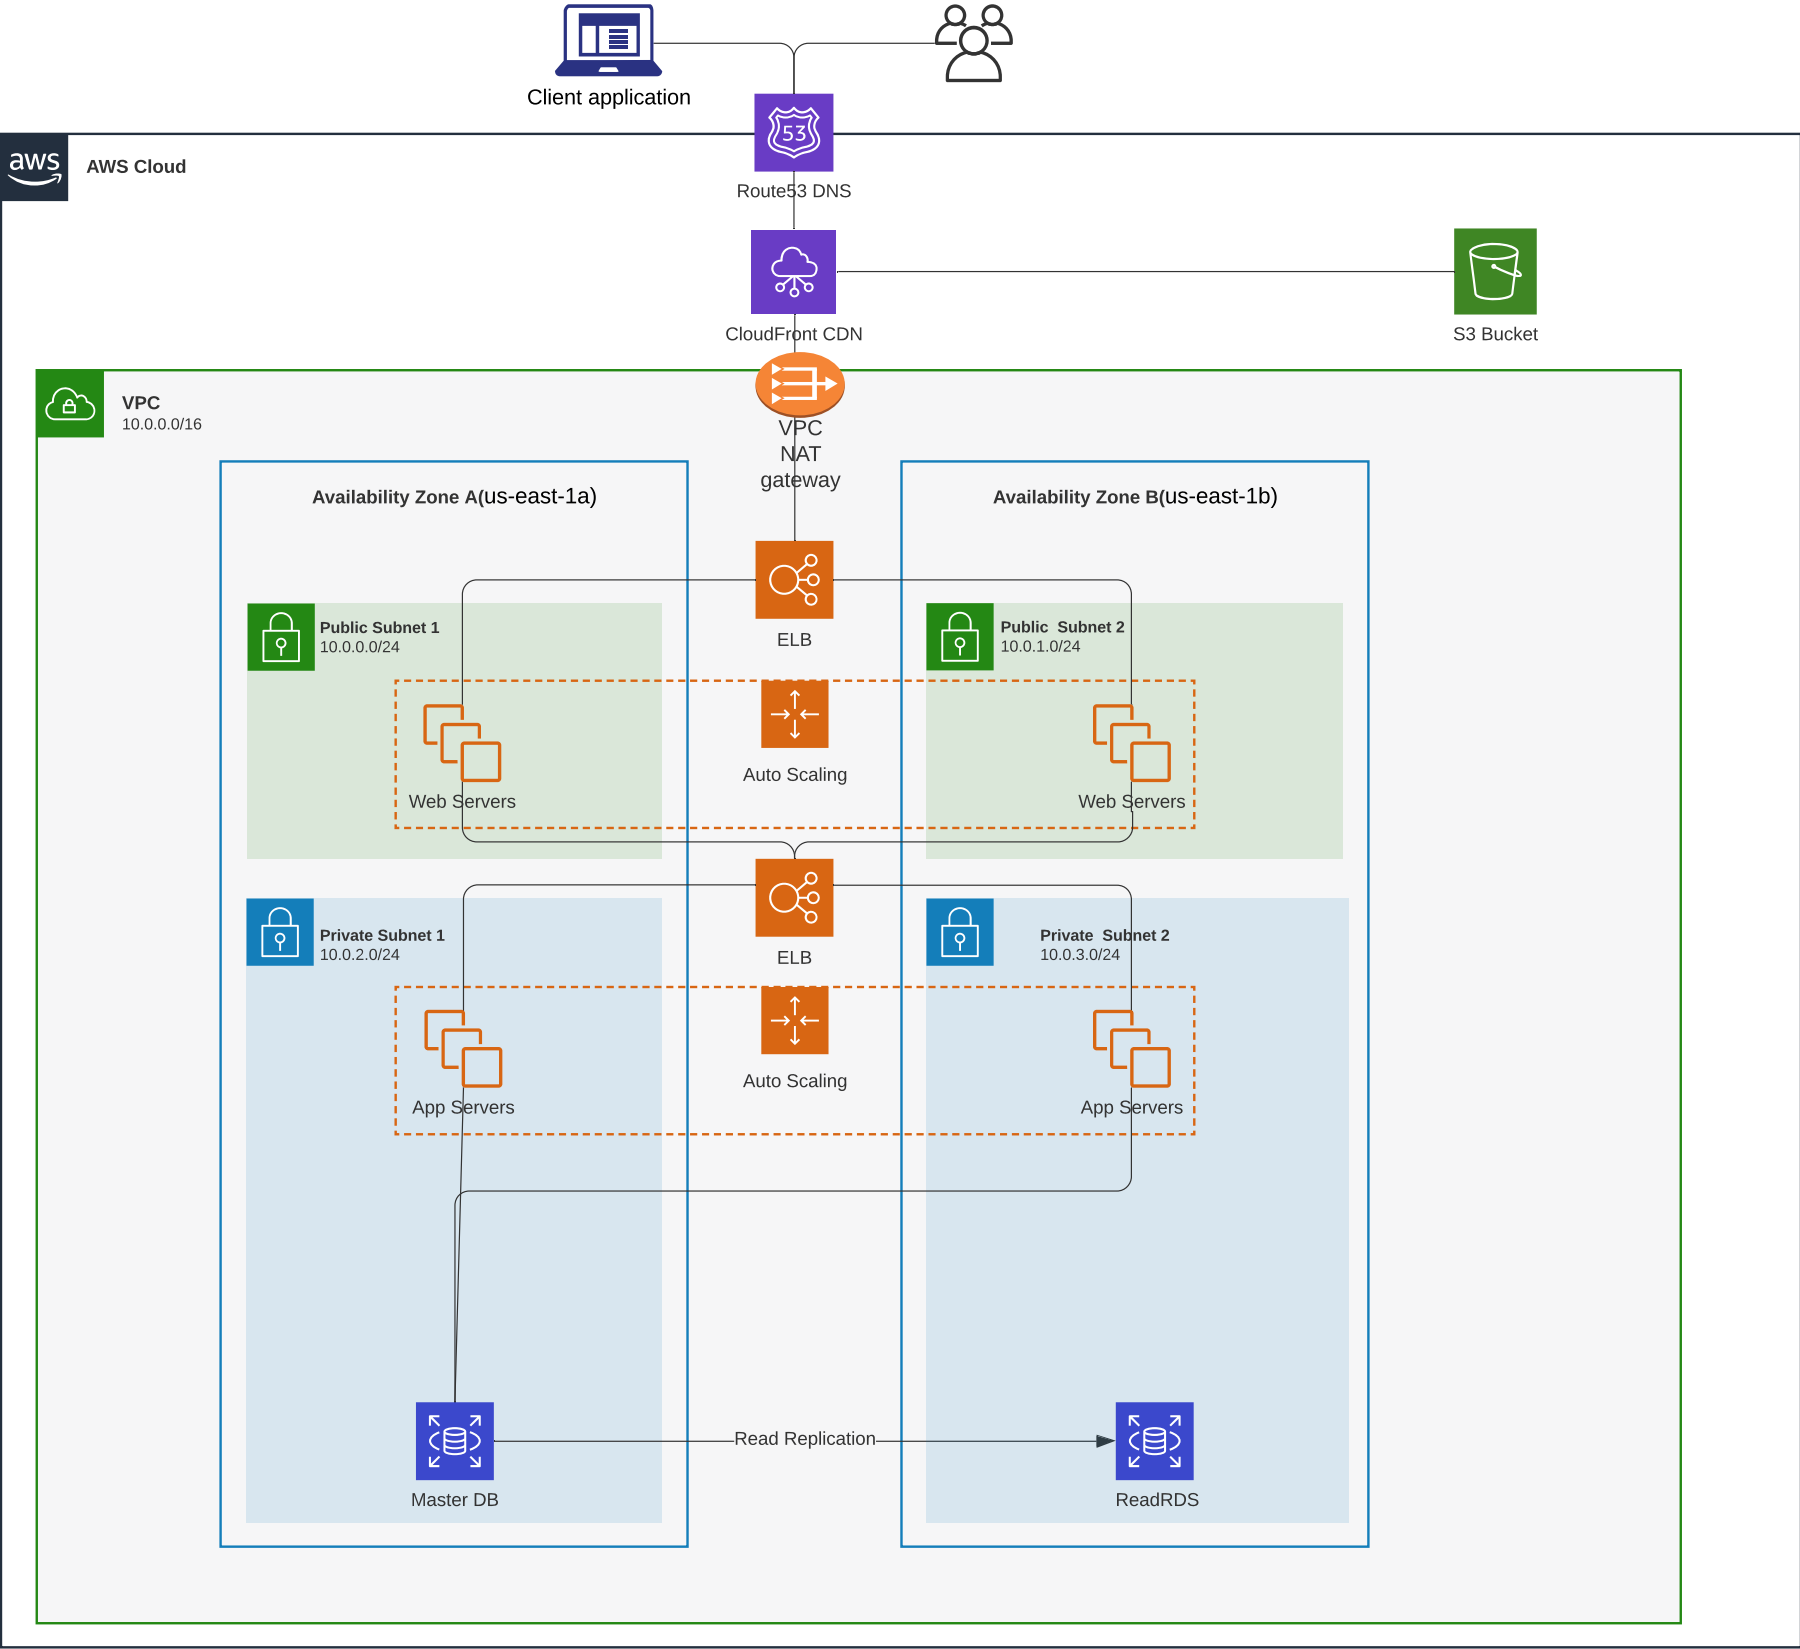 Client application
53
Route53 DNS
aws
AWS Cloud
CloudFront CDN
S3 Bucket
VPC
10.0.0.0/16
VPC
NAT
gateway
Availability Zone A(us-east-1a)
Availability Zone B(us-east-1b)
ELB
Public Subnet 1
10.0.0.0/24
Public  Subnet 2
10.0.1.0/24
Auto Scaling
Web Servers
Web Servers
ELB
Private Subnet 1
10.0.2.0/24
Private  Subnet 2
10.0.3.0/24
Auto Scaling
App Servers
App Servers
Read Replication
Master DB
ReadRDS